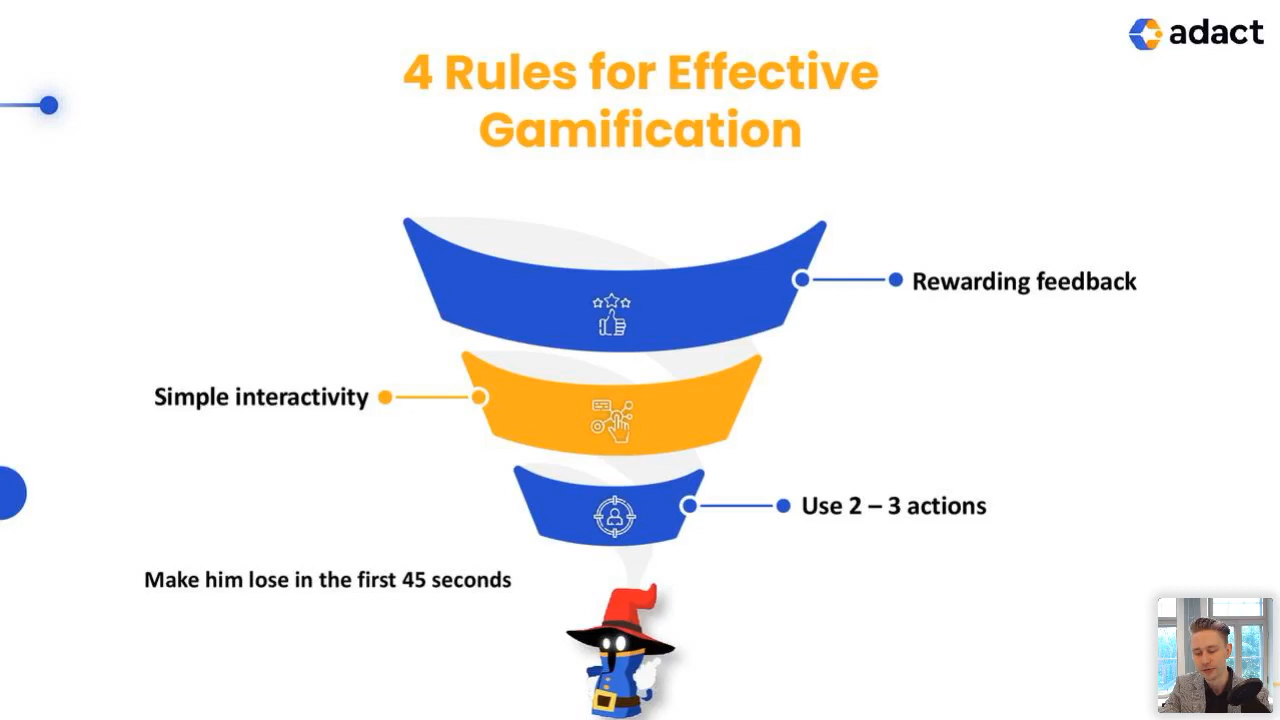 adact
4 Rules for Effective
Gamification
Rewarding feedback
Simple interactivity
Use 2 – 3 actions
Make him lose in the first 45 seconds